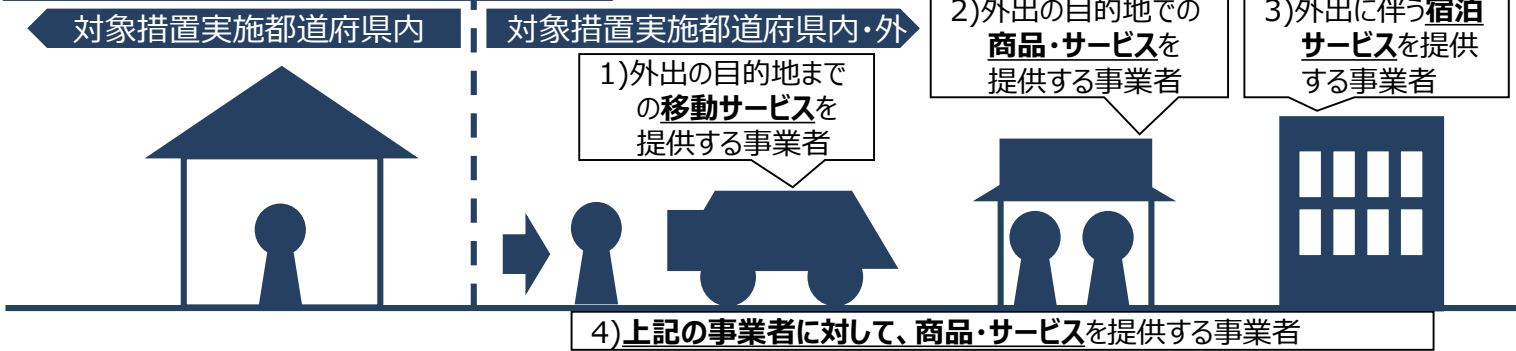 対象措置実施都道府県内
対象措置実施都道府県内・外
1)外出の目的地まで
の移動サービスを
提供する事業者
2)外出の目的地での
商品・サービスを
提供する事業者
3)外出に伴う宿泊
サービスを提供
する事業者
4)上記の事業者に対して、商品・サービスを提供する事業者